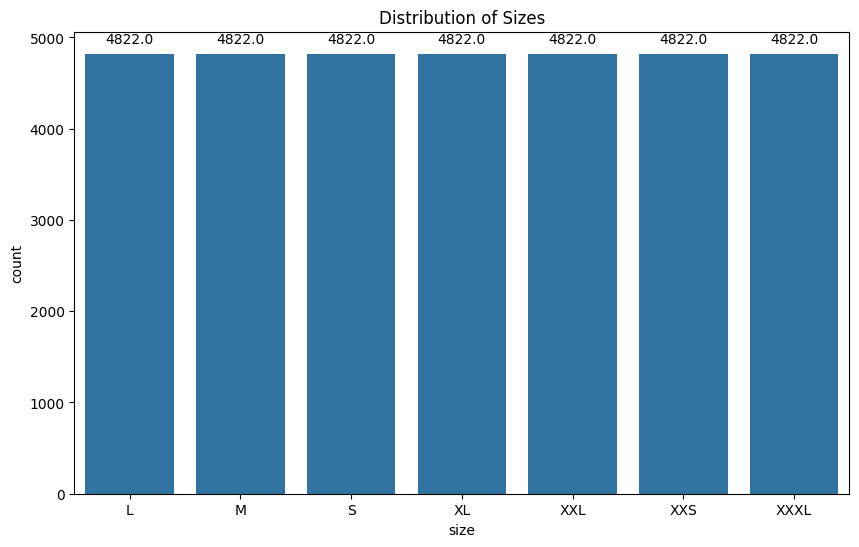 Distribution of Sizes
4822.0 4822.0 4822.0 4822.0 4822.0 4822.0 4822.0
5000
4000
3000
2000
1000
0
count
L M S XL XXL XXS XXXL
size